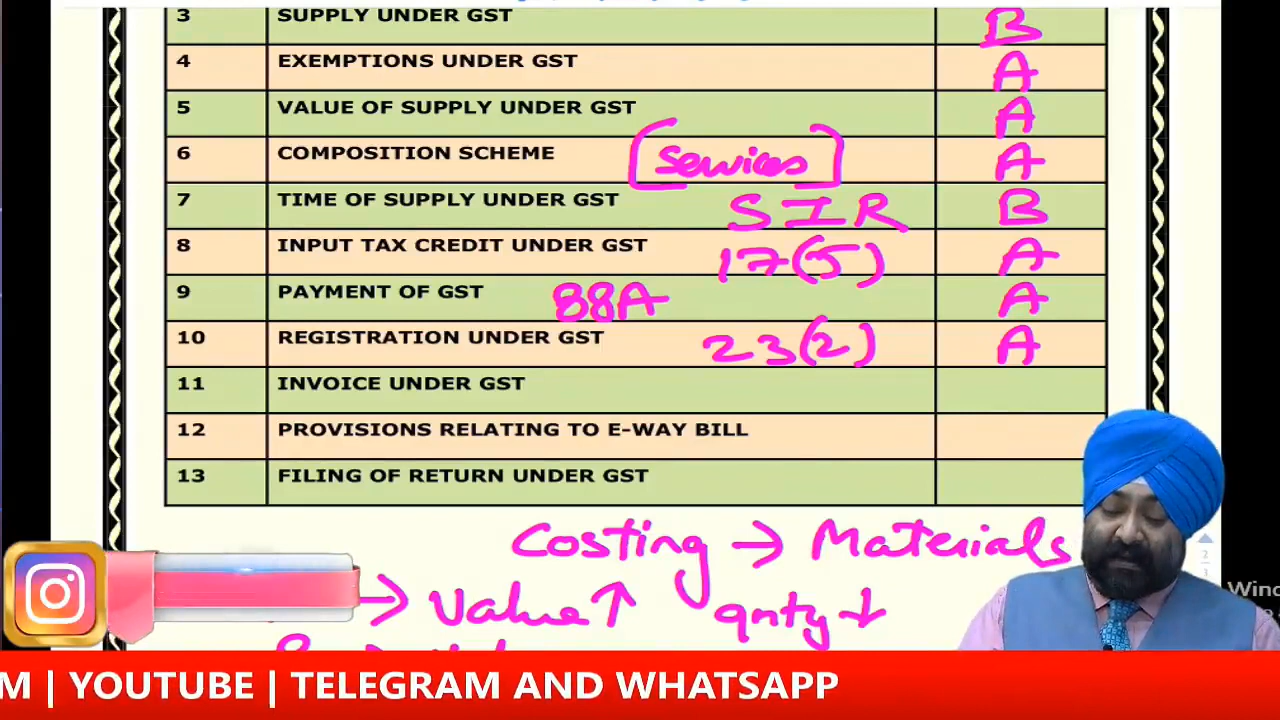 3 SUPPLY UNDER GST B
4 EXEMPTIONS UNDER GST A
5 VALUE OF SUPPLY UNDER GST A
6 COMPOSITION SCHEME [Services] A
7 TIME OF SUPPLY UNDER GST SIR B
8 INPUT TAX CREDIT UNDER GST 17(5) A
9 PAYMENT OF GST 88A A
10 REGISTRATION UNDER GST 23(2) A
11 INVOICE UNDER GST
12 PROVISIONS RELATING TO E-WAY BILL
13 FILING OF RETURN UNDER GST
Costing → Materials
→ Value ↑ qnty ↓
M | YOUTUBE | TELEGRAM AND WHATSAPP